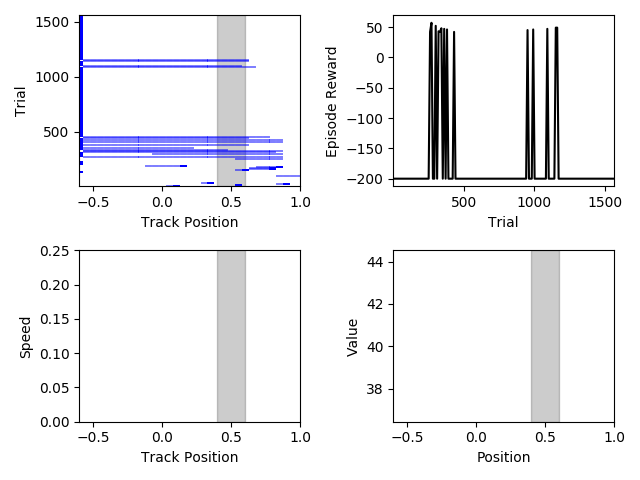 1500
1000
500
Trial
−0.5 0.0 0.5 1.0
Track Position
50
0
−50
−100
−150
−200
Episode Reward
500 1000 1500
Trial
0.25
0.20
0.15
0.10
0.05
0.00
Speed
−0.5 0.0 0.5 1.0
Track Position
44
42
40
38
Value
−0.5 0.0 0.5 1.0
Position